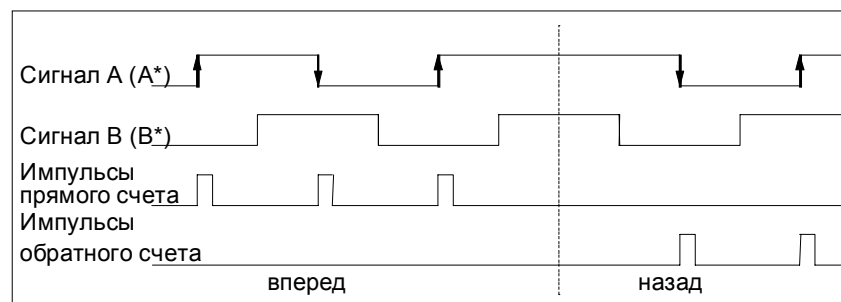 Сигнал A (A*)
Сигнал B (B*)
Импульсы
прямого счета
Импульсы
обратного счета
вперед
назад